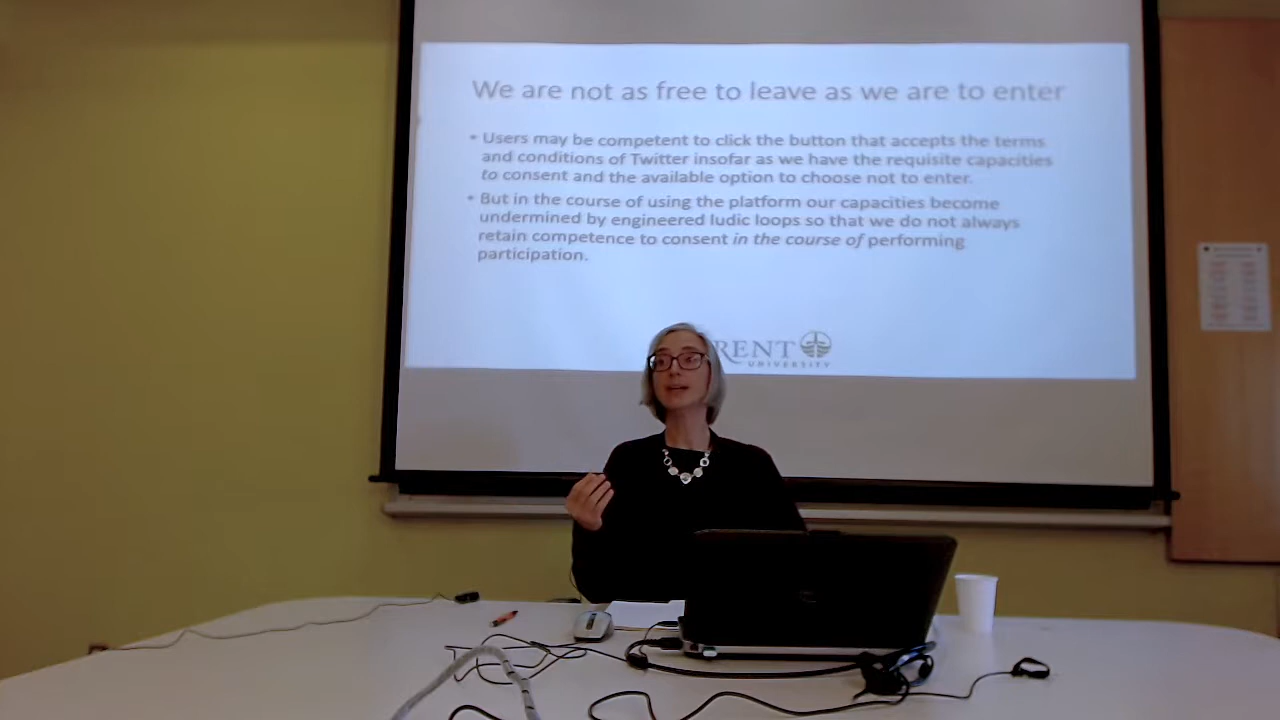 We are not as free to leave as we are to enter
• Users may be competent to click the button that accepts the terms
and conditions of Twitter insofar as we have the requisite capacities
to consent and the available option to choose not to enter.
• But in the course of using the platform our capacities become
undermined by engineered ludic loops so that we do not always
retain competence to consent in the course of performing
participation.
RENT
UNIVERSITY